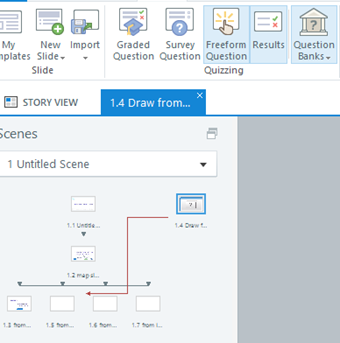 My New Import Graded Survey Freeform Results Question
Templates Slide Question Question Question Banks
Slide Quizzing
STORY VIEW 1.4 Draw from... ×
Scenes
1 Untitled Scene
1.1 Untitle... 1.4 Draw f...
1.2 map sl...
1.3 from... 1.5 from... 1.6 from... 1.7 from l...